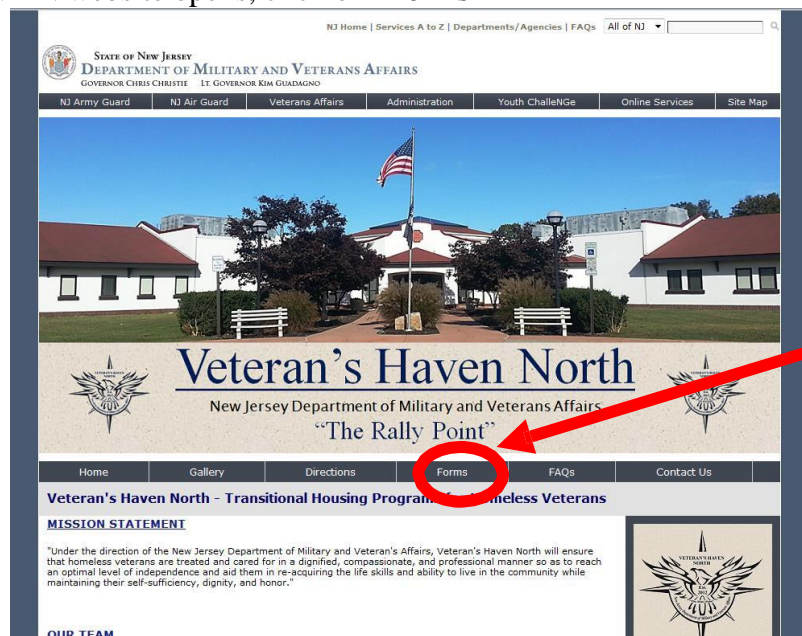 NJ Home | Services A to Z | Departments/Agencies | FAQs All of NJ
STATE OF NEW JERSEY
DEPARTMENT OF MILITARY AND VETERANS AFFAIRS
GOVERNOR CHRIS CHRISTIE LT. GOVERNOR KIM GUADAGNO
NJ Army Guard NJ Air Guard Veterans Affairs Administration Youth ChalleNGe Online Services Site Map
Veteran's Haven North
New Jersey Department of Military and Veterans Affairs
“The Rally Point”
Home Gallery Directions Forms FAQs Contact Us
Veteran's Haven North - Transitional Housing Program for Homeless Veterans
MISSION STATEMENT
"Under the direction of the New Jersey Department of Military and Veteran's Affairs, Veteran's Haven North will ensure
that homeless veterans are treated and cared for in a dignified, compassionate, and professional manner so as to reach
an optimal level of independence and aid them in re-acquiring the life skills and ability to live in the community while
maintaining their self-sufficiency, dignity, and honor."
VETERAN'S HAVEN
NORTH
OUR TEAM